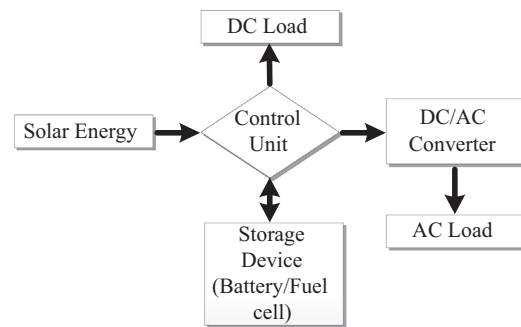 DC Load
Solar Energy
Control
Unit
DC/AC
Converter
AC Load
Storage
Device
(Battery/Fuel
cell)